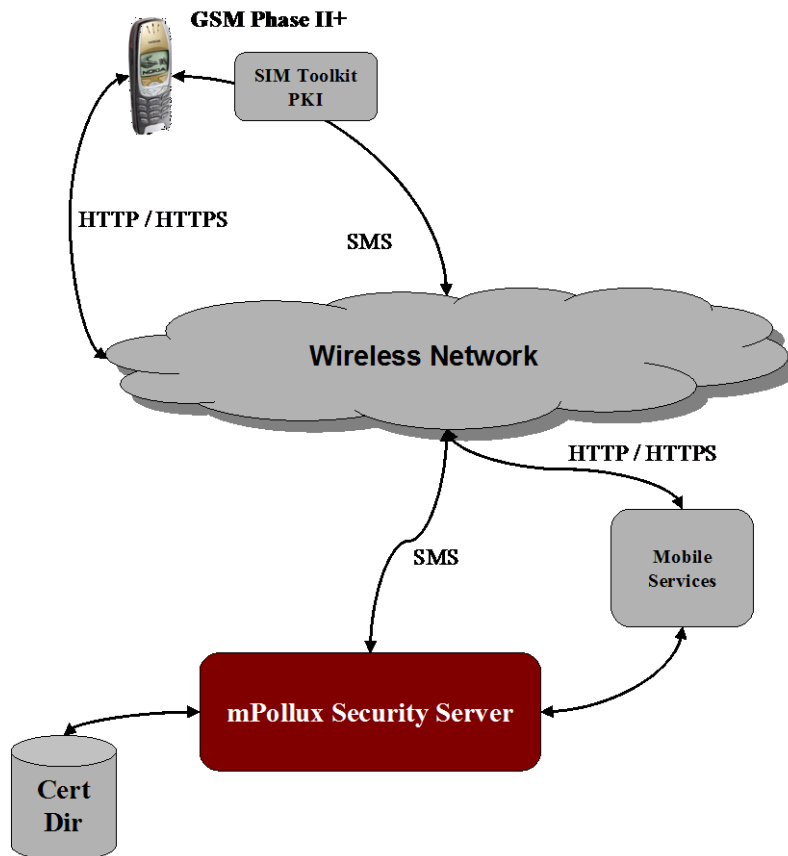 GSM Phase II+
SIM Toolkit
PKI
HTTP / HTTPS
SMS
Wireless Network
HTTP / HTTPS
SMS
Mobile
Services
mPollux Security Server
Cert
Dir